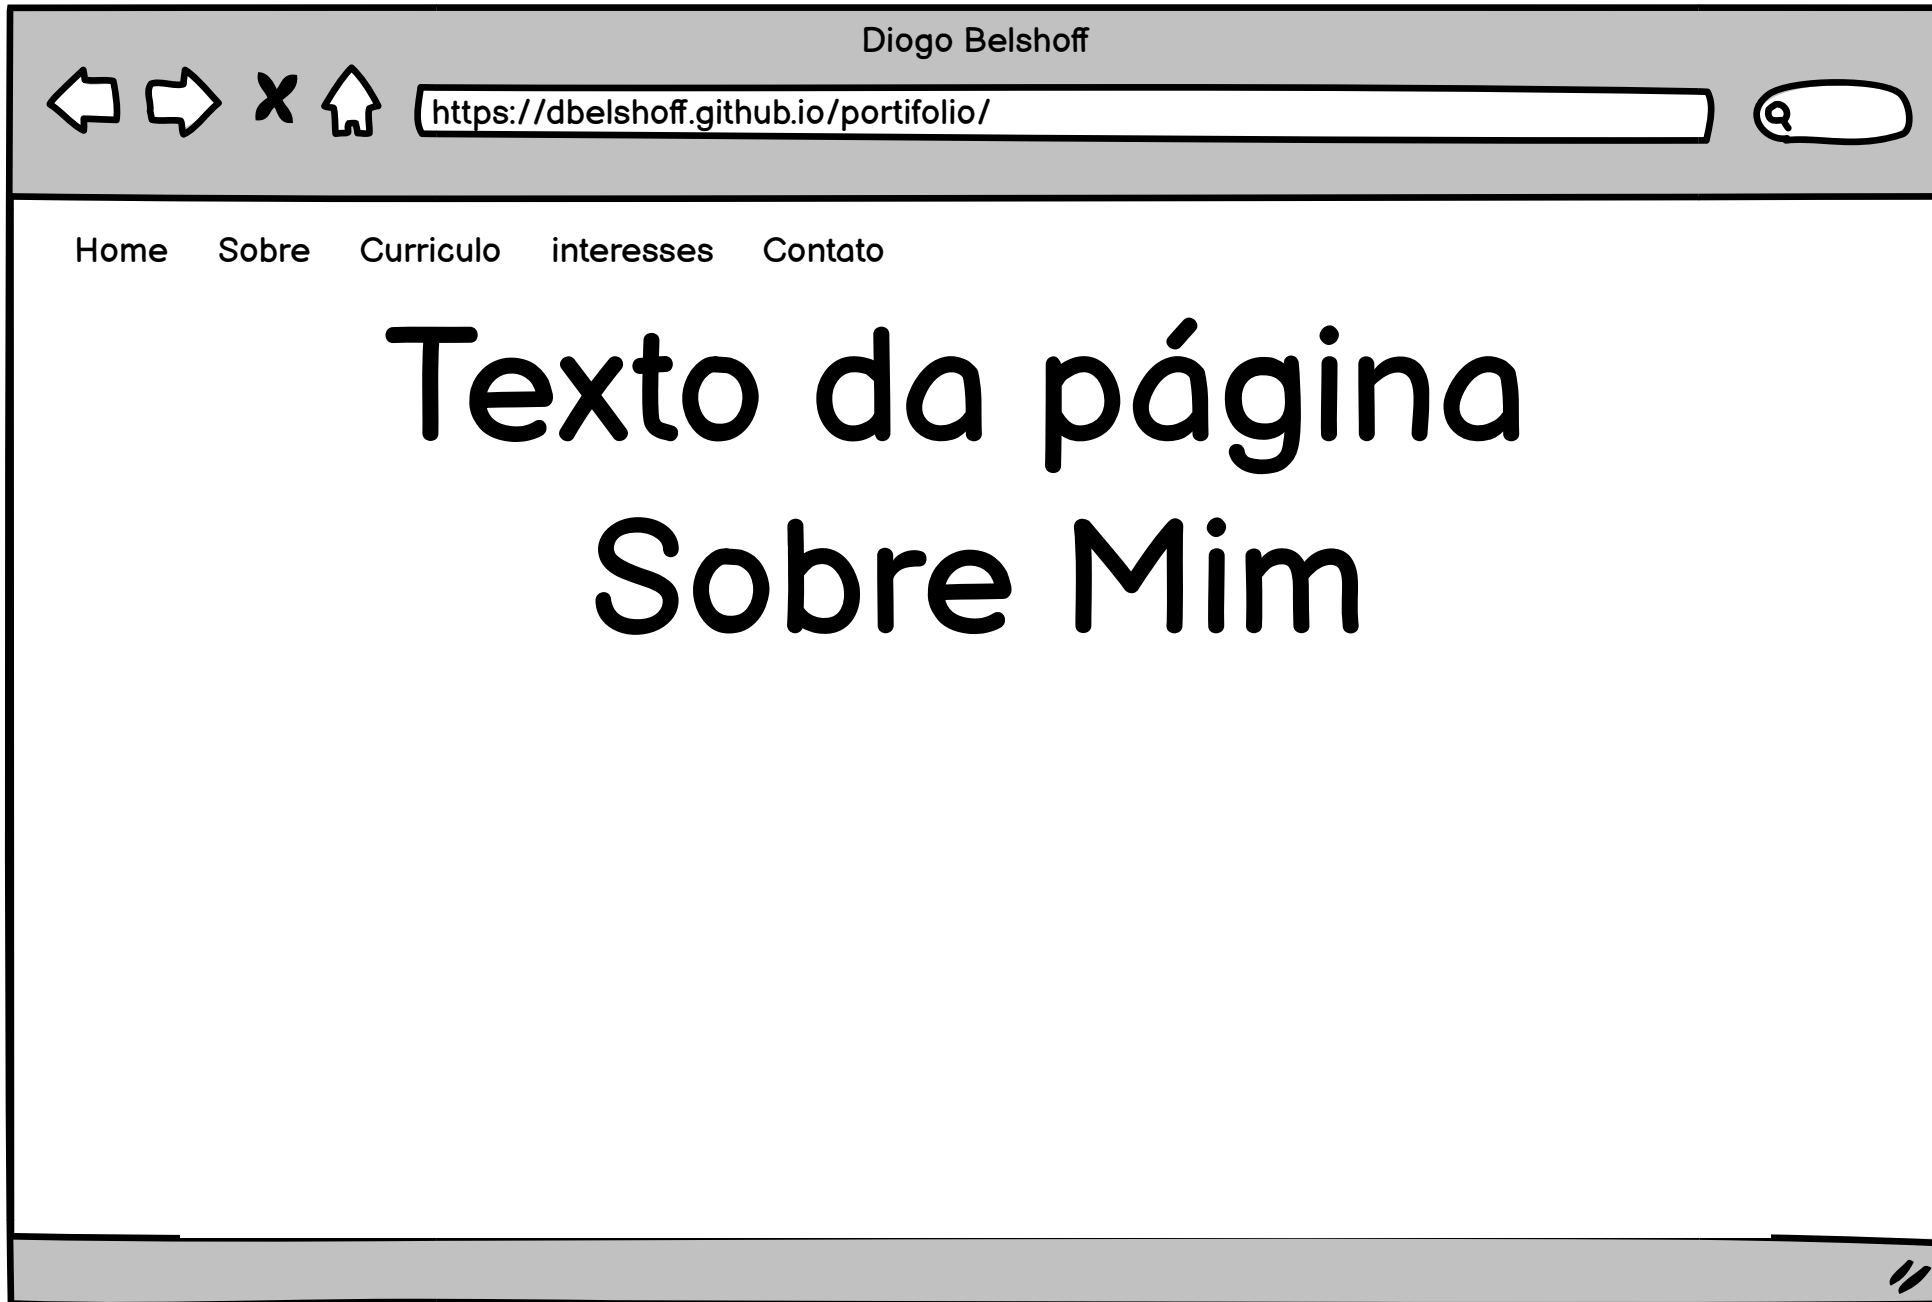 Diogo Belshoff
https://dbelshoff.github.io/portifolio/
Home Sobre Curriculo interesses Contato
Texto da página
Sobre Mim